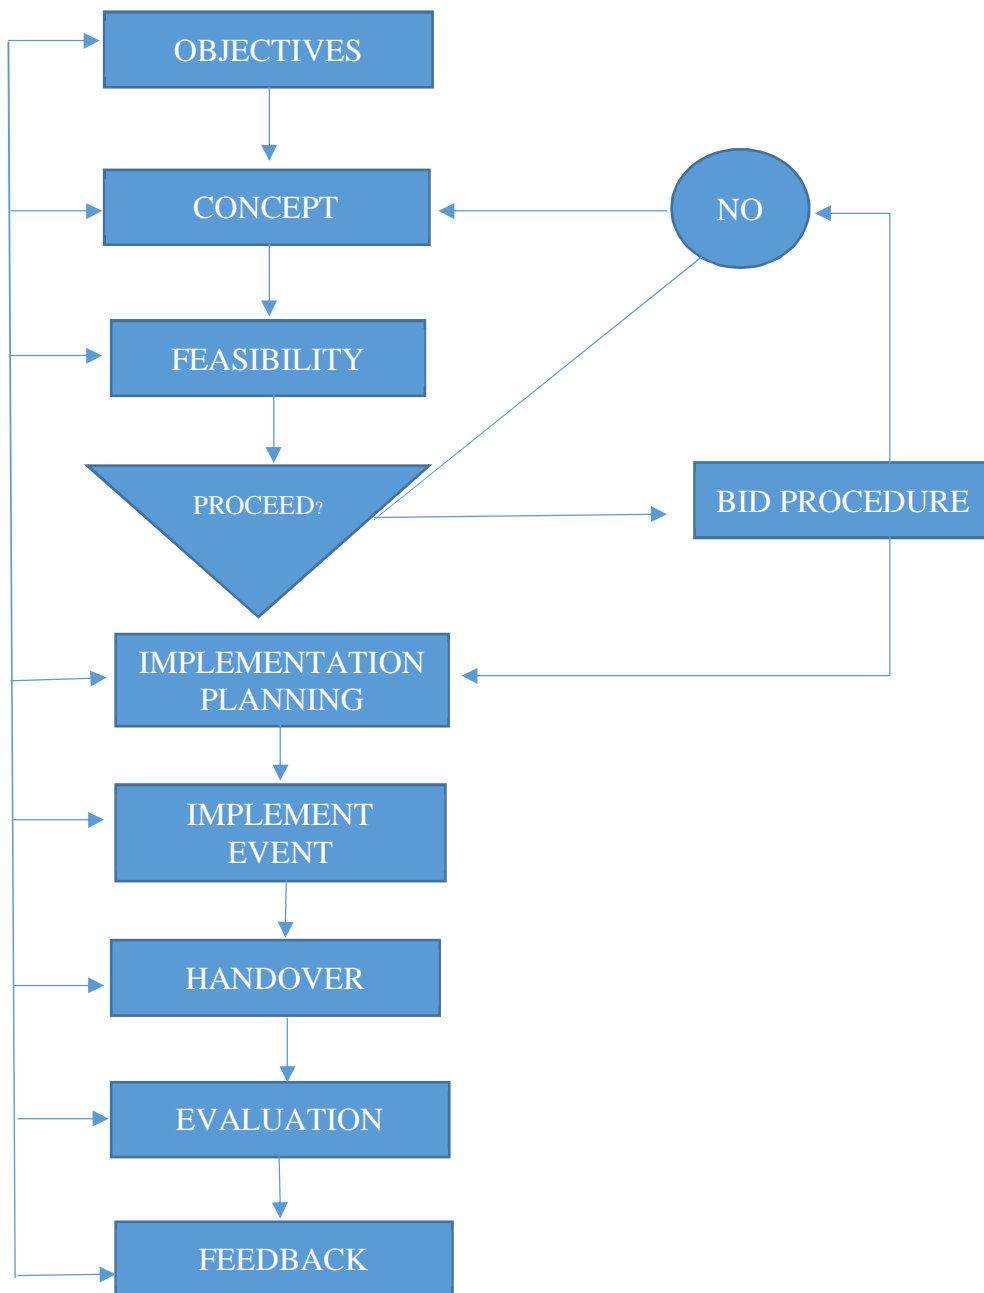 OBJECTIVES
CONCEPT
NO
FEASIBILITY
PROCEED?
BID PROCEDURE
IMPLEMENTATION
PLANNING
IMPLEMENT
EVENT
HANDOVER
EVALUATION
FEEDBACK